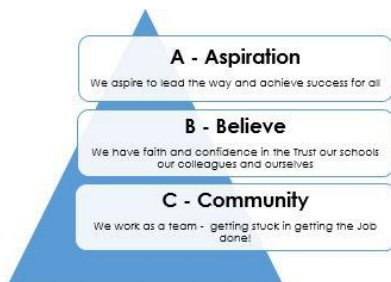 A - Aspiration
We aspire to lead the way and achieve success for all
B - Believe
We have faith and confidence in the Trust our schools
our colleagues and ourselves
C - Community
We work as a team - getting stuck in getting the Job
done!